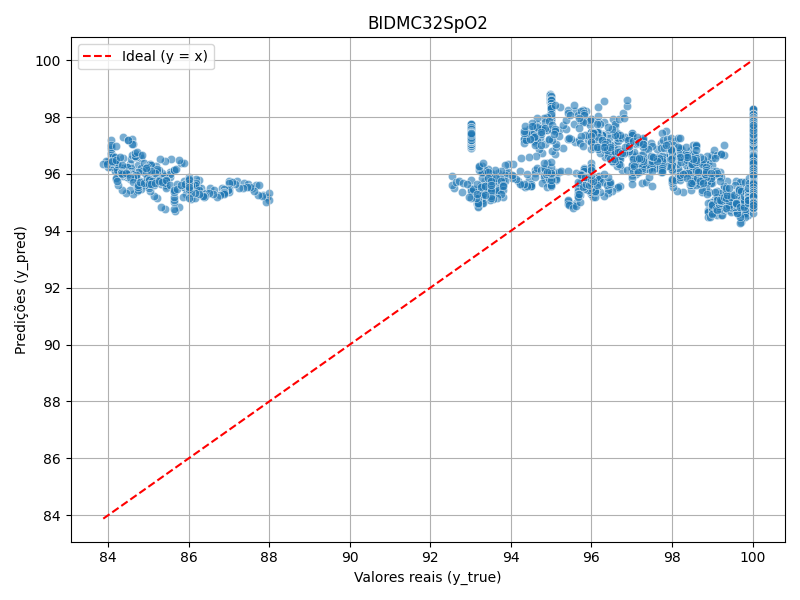 BIDMC32SpO2
Ideal (y = x)
Predições (y_pred)
100
98
96
94
92
90
88
86
84
84 86 88 90 92 94 96 98 100
Valores reais (y_true)